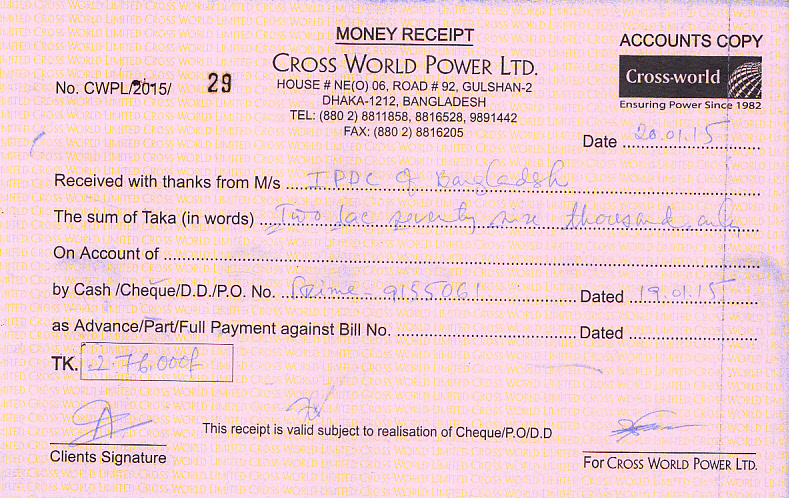 MONEY RECEIPT
ACCOUNTS COPY
CROSS WORLD POWER LTD.
Cross-world
Ensuring Power Since 1982
No. CWPL/2015/ 29
HOUSE # NE(O) 06, ROAD # 92, GULSHAN-2
DHAKA-1212, BANGLADESH
TEL: (880 2) 8811858, 8816528, 9891442
FAX: (880 2) 8816205
Date 20.01.15
Received with thanks from M/s IPDC of Bangladesh
The sum of Taka (in words) Two lac seventy six thousand only
On Account of
by Cash /Cheque/D.D./P.O. No. Prime - 9155061 Dated 19.01.15
as Advance/Part/Full Payment against Bill No. Dated
TK. 2,76,000/
This receipt is valid subject to realisation of Cheque/P.O/D.D
Clients Signature
For CROSS WORLD POWER LTD.